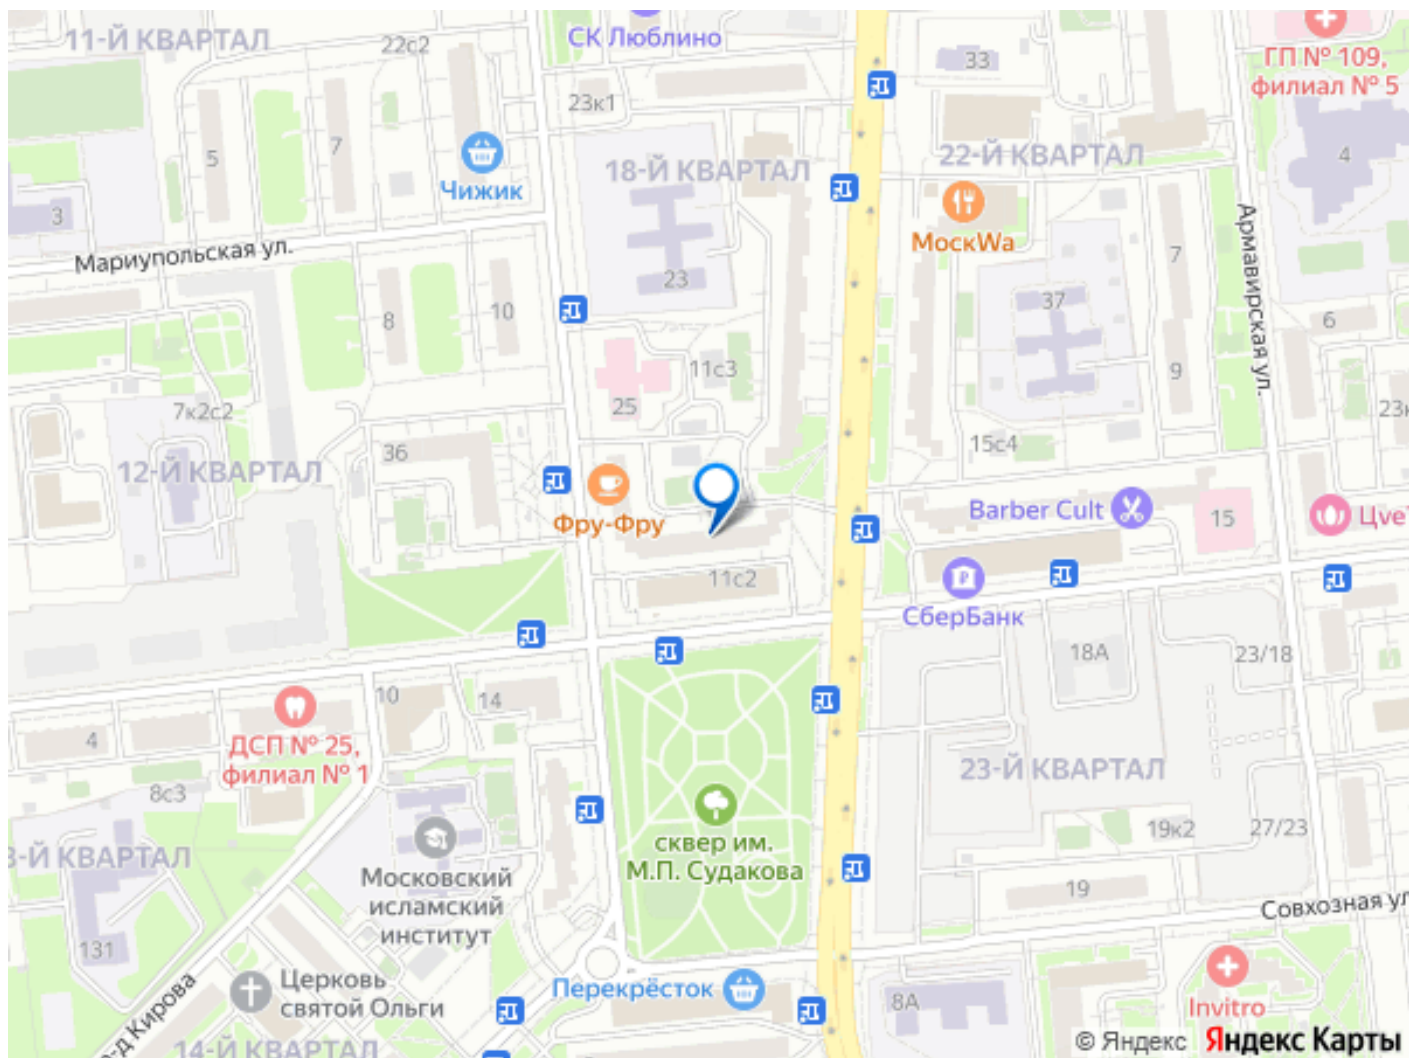 11-Й КВАРТАЛ
22с2
СК Люблино
33
ГП № 109,
филиал № 5
23к1
5
7
Чижик
18-Й КВАРТАЛ
22-Й КВАРТАЛ
4
3
МоскWa
Мариупольская ул.
23
7
Армавирская ул.
8
10
37
6
7к2с2
11с3
25
9
36
15с4
12-Й КВАРТАЛ
Фру-Фру
Barber Cult
15
11с2
СберБанк
18А
23/18
10
14
4
ДСП № 25,
филиал № 1
8с3
23-Й КВАРТАЛ
19к2
27/23
сквер им.
М.П. Судакова
-Й КВАРТАЛ
Московский
исламский
институт
19
Совхозная ул
131
Церковь
святой Ольги
-д Кирова
Перекрёсток
8А
Invitro
14-Й КВАРТАЛ
© Яндекс Яндекс Карты